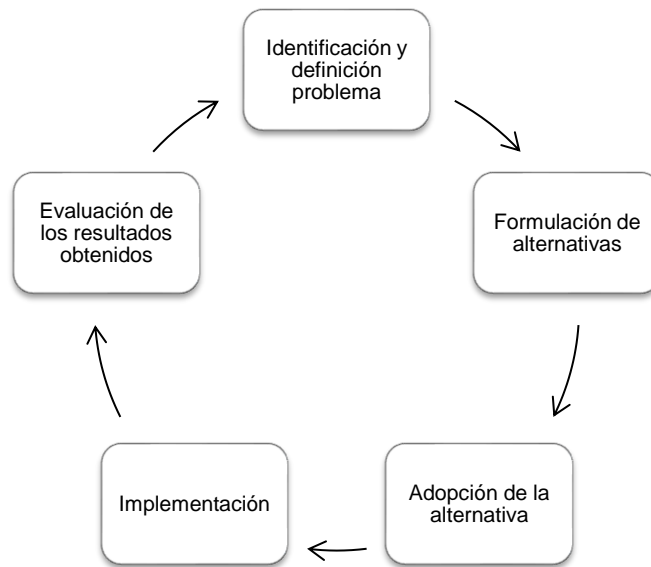 Identificación y
definición
problema
Formulación de
alternativas
Adopción de la
alternativa
Implementación
Evaluación de
los resultados
obtenidos